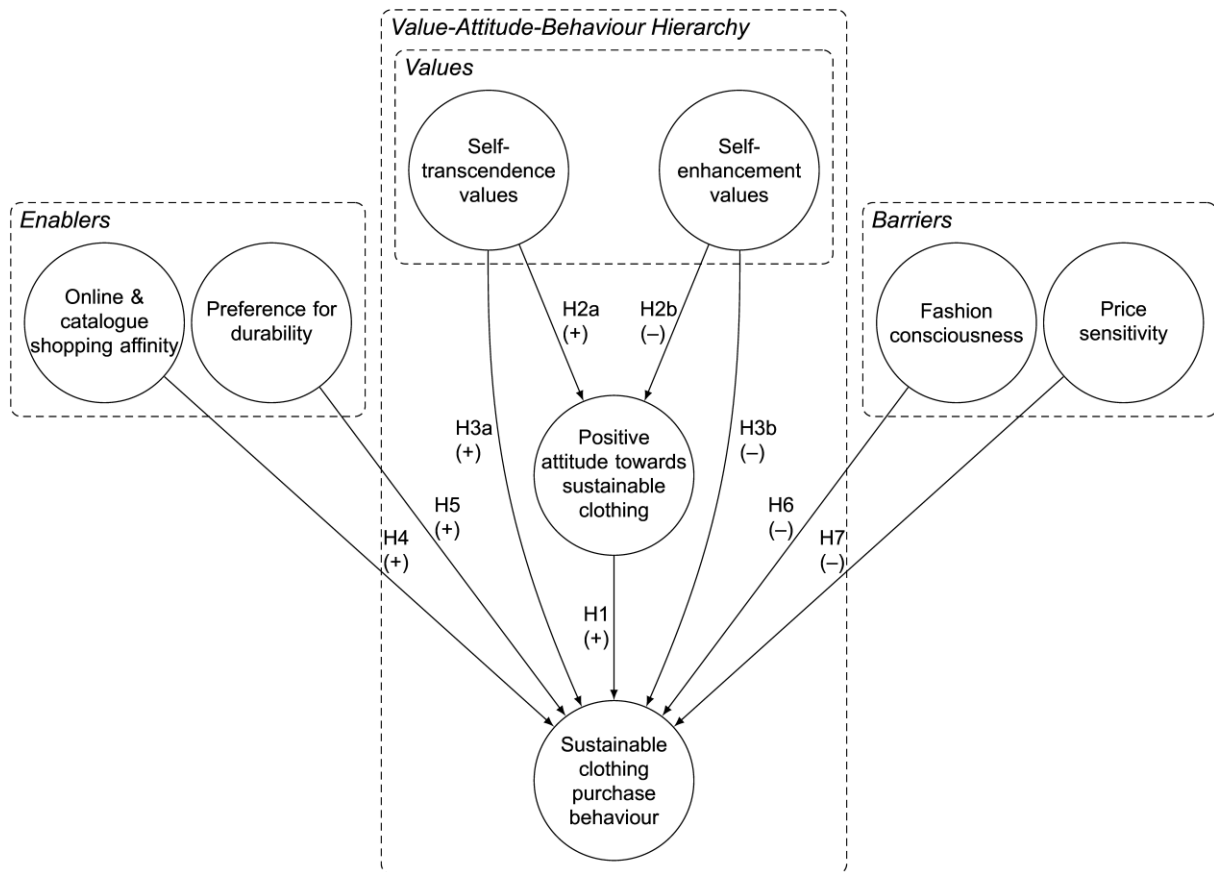 Value-Attitude-Behaviour Hierarchy
Values
Self-
transcendence
values
Self-
enhancement
values
Enablers
Online &
catalogue
shopping affinity
Preference for
durability
Barriers
Fashion
consciousness
Price
sensitivity
H2a
(+)
H2b
(–)
H3a
(+)
Positive
attitude towards
sustainable
clothing
H3b
(–)
H4
(+)
H5
(+)
H6
(–)
H7
(–)
H1
(+)
Sustainable
clothing
purchase
behaviour